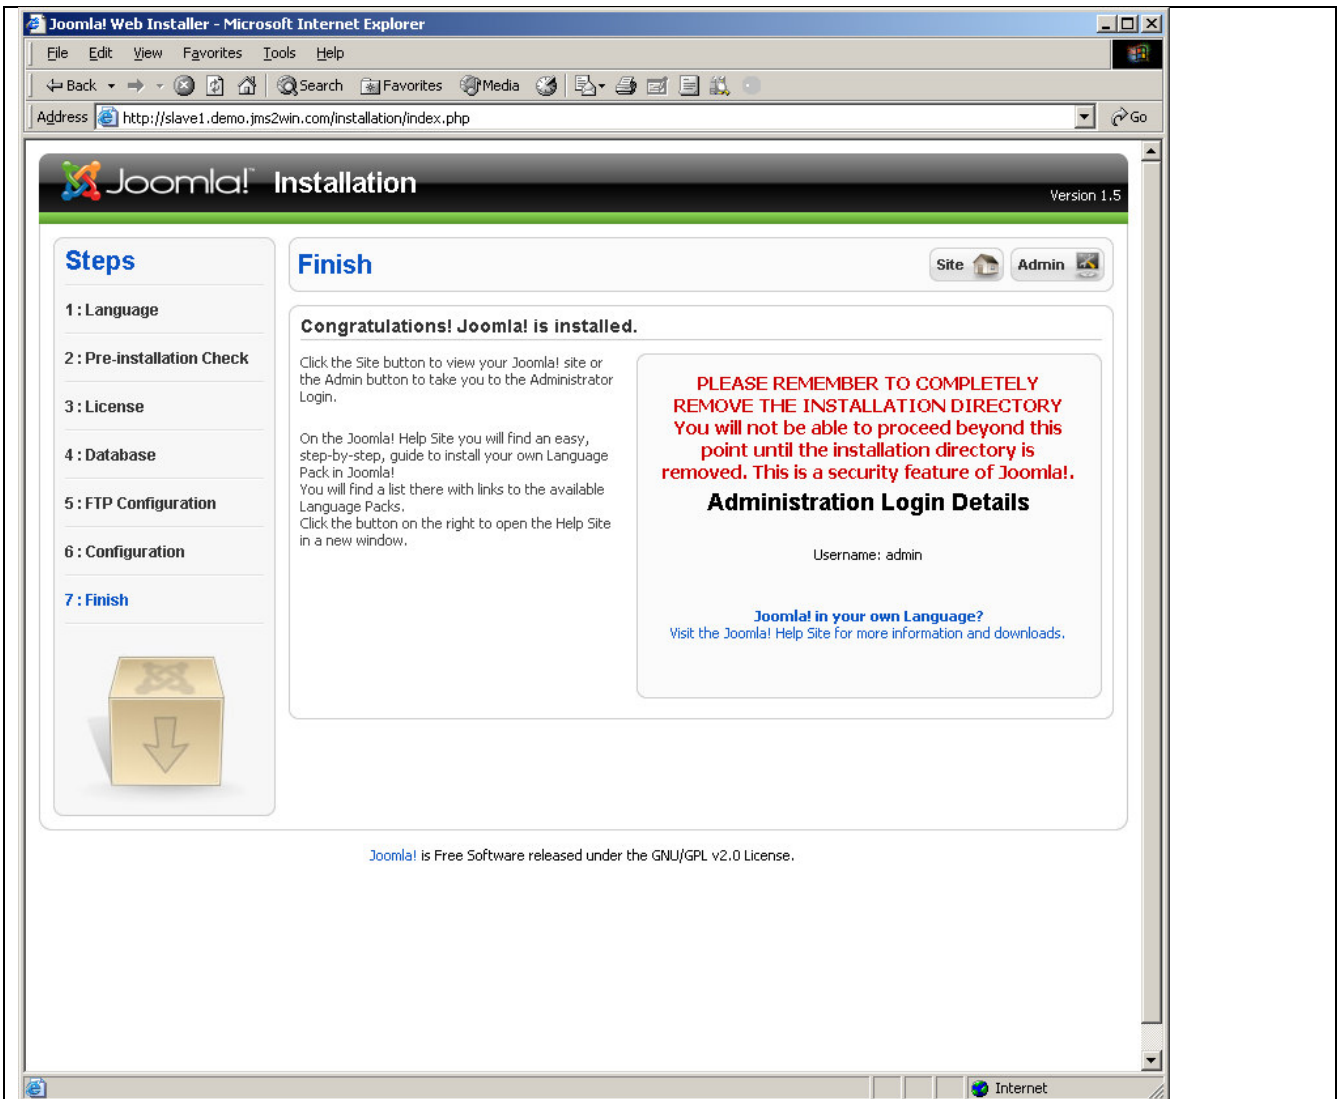 Joomla! Web Installer - Microsoft Internet Explorer
File Edit View Favorites Tools Help
Back Search Favorites Media
Address http://slave1.demo.jms2win.com/installation/index.php Go
Joomla!™ Installation
Version 1.5
Steps
1 : Language
2 : Pre-installation Check
3 : License
4 : Database
5 : FTP Configuration
6 : Configuration
7 : Finish
Finish
Site Admin
Congratulations! Joomla! is installed.
Click the Site button to view your Joomla! site or
the Admin button to take you to the Administrator
Login.
On the Joomla! Help Site you will find an easy,
step-by-step, guide to install your own Language
Pack in Joomla!
You will find a list there with links to the available
Language Packs.
Click the button on the right to open the Help Site
in a new window.
PLEASE REMEMBER TO COMPLETELY
REMOVE THE INSTALLATION DIRECTORY
You will not be able to proceed beyond this
point until the installation directory is
removed. This is a security feature of Joomla!.
Administration Login Details
Username: admin
Joomla! in your own Language?
Visit the Joomla! Help Site for more information and downloads.
Joomla! is Free Software released under the GNU/GPL v2.0 License.
Internet